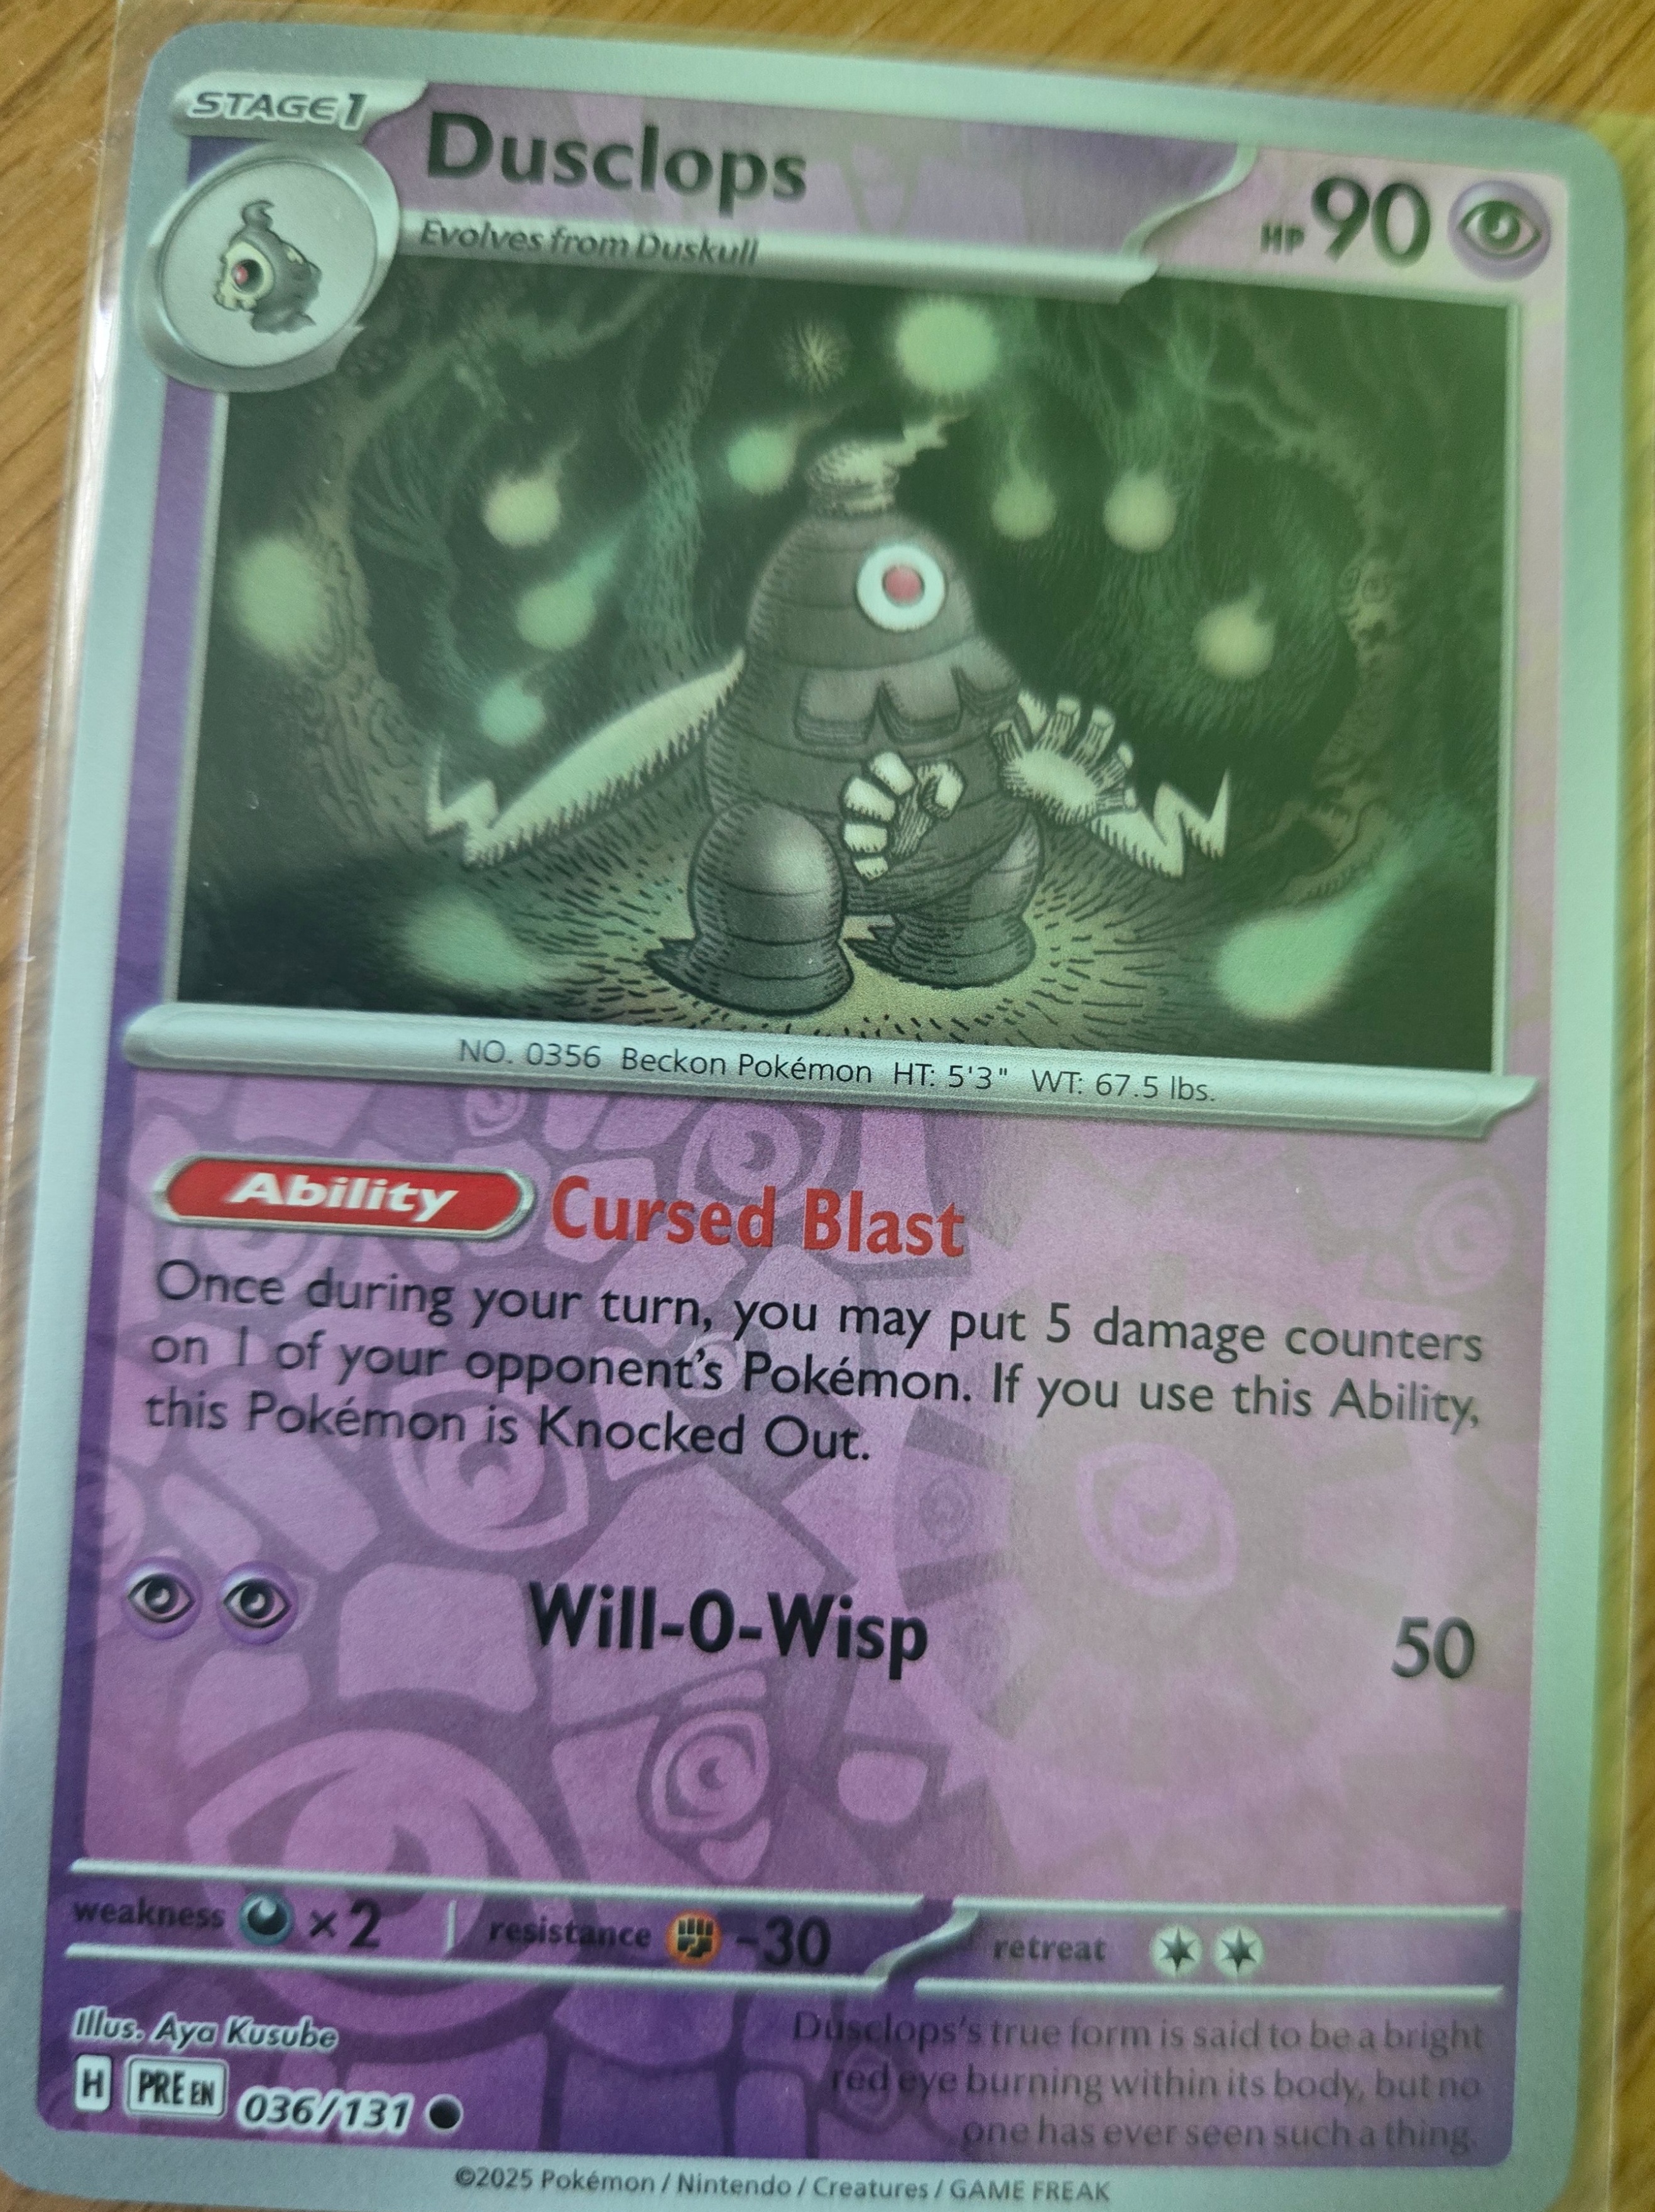 STAGE 1
Dusclops
HP 90
Evolves from Duskull
NO. 0356 Beckon Pokémon HT: 5'3" WT: 67.5 lbs.
Ability Cursed Blast
Once during your turn, you may put 5 damage counters
on 1 of your opponent's Pokémon. If you use this Ability,
this Pokémon is Knocked Out.
Will-O-Wisp 50
weakness ×2 resistance -30 retreat
Illus. Aya Kusube
Dusclops's true form is said to be a bright
red eye burning within its body, but no
one has ever seen such a thing.
H PRE EN 036/131
©2025 Pokémon / Nintendo / Creatures / GAME FREAK